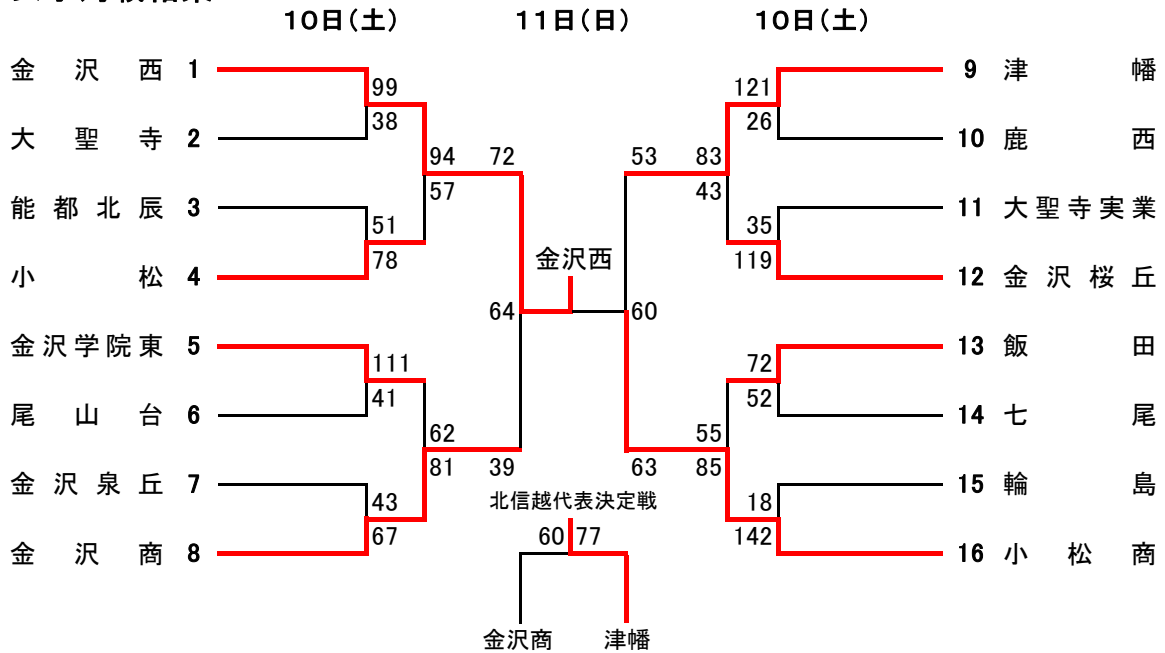 10日(土) 11日(日) 10日(土)
金沢西 1 9 津幡
99 121
38 26
大聖寺 2 10 鹿西
94 72 53 83
57 43
能都北辰 3 11 大聖寺実業
51 35
78 119
金沢西
小松 4 12 金沢桜丘
64 60
金沢学院東 5 13 飯田
111 72
41 52
尾山台 6 14 七尾
62 55
81 39 63 85
金沢泉丘 7 15 輪島
北信越代表決定戦
43 18
67 60 77 142
金沢商 8 16 小松商
金沢商 津幡